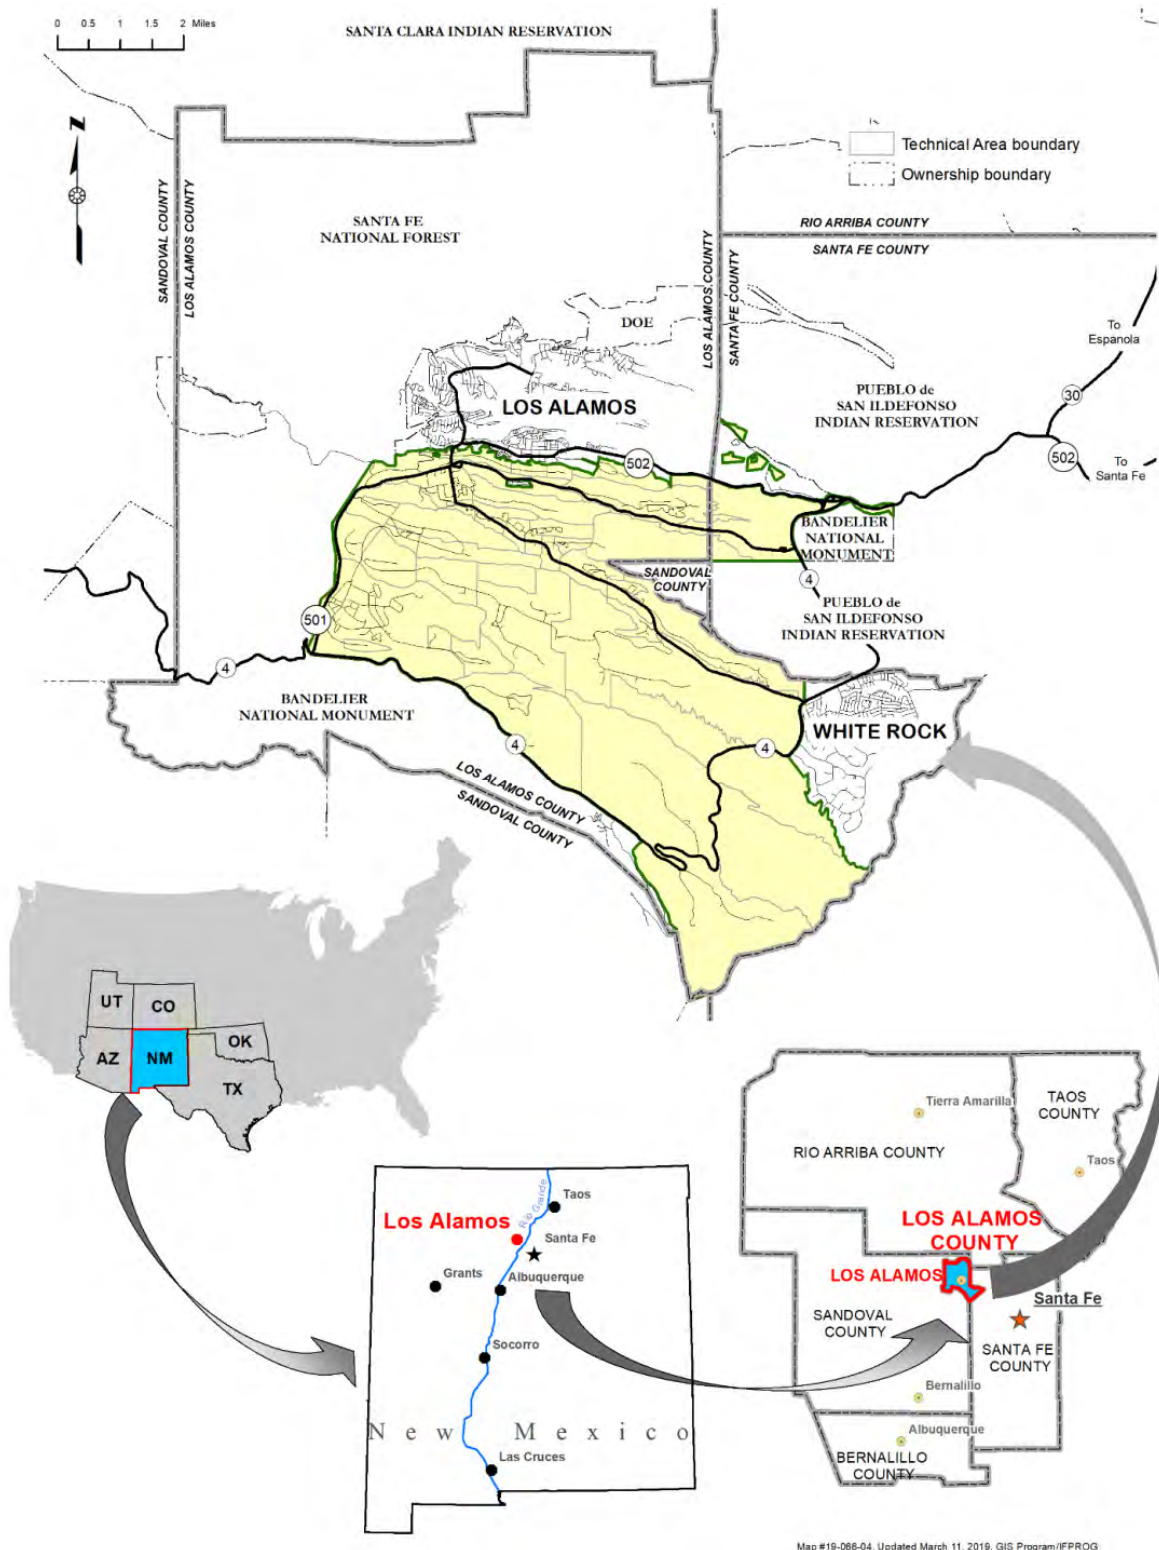 0 0.5 1 1.5 2 Miles
SANTA CLARA INDIAN RESERVATION
N
Technical Area boundary
Ownership boundary
SANDOVAL COUNTY
LOS ALAMOS COUNTY
SANTA FE
NATIONAL FOREST
LOS ALAMOS COUNTY
SANTA FE COUNTY
RIO ARRIBA COUNTY
SANTA FE COUNTY
DOE
To
Espanola
30
PUEBLO de
SAN ILDEFONSO
INDIAN RESERVATION
LOS ALAMOS
502
502
To
Santa Fe
BANDELIER
NATIONAL
MONUMENT
SANDOVAL
COUNTY
4
PUEBLO de
SAN ILDEFONSO
INDIAN RESERVATION
501
4
BANDELIER
NATIONAL MONUMENT
WHITE ROCK
4
4
LOS ALAMOS COUNTY
SANDOVAL COUNTY
UT
CO
AZ
NM
OK
TX
Taos
Rio Grande
Los Alamos
Santa Fe
Grants
Albuquerque
Socorro
New Mexico
Las Cruces
Tierra Amarilla
TAOS
COUNTY
RIO ARRIBA COUNTY
Taos
LOS ALAMOS
COUNTY
LOS ALAMOS
Santa Fe
SANDOVAL
COUNTY
SANTA FE
COUNTY
Bernalillo
Albuquerque
BERNALILLO
COUNTY
Map #19-066-04, Updated March 11, 2019, GIS Program/IFPROG